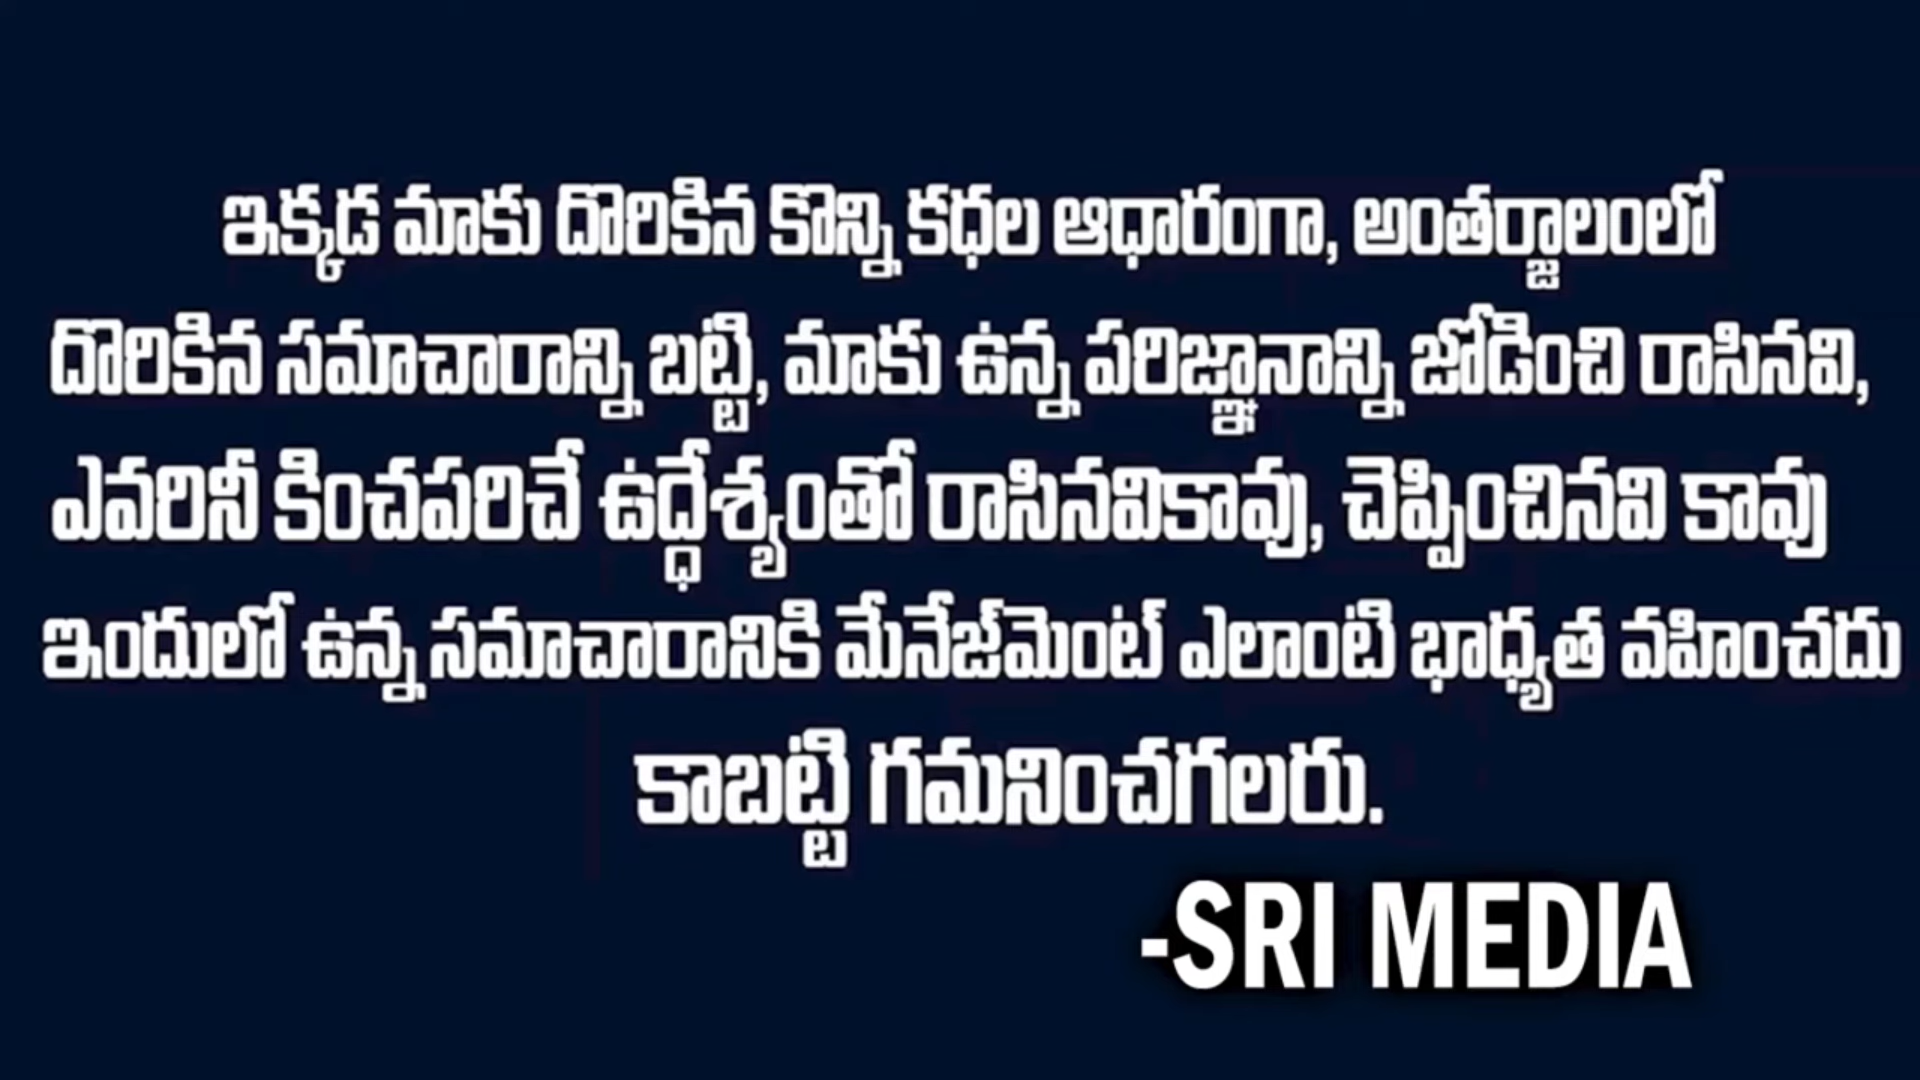 ఇక్కడ మాకు దొరికిన కొన్ని కధల ఆధారంగా, అంతర్జాలంలో
దొరికిన సమాచారాన్ని బట్టి, మాకు ఉన్న పరిజ్ఞానాన్ని జోడించి రాసినవి,
ఎవరినీ కించపరిచే ఉద్ధేశ్యంతో రాసినవికావు, చెప్పించినవి కావు
ఇందులో ఉన్న సమాచారానికి మేనేజ్‌మెంట్ ఎలాంటి భాధ్యత వహించదు
కాబట్టి గమనించగలరు.
-SRI MEDIA